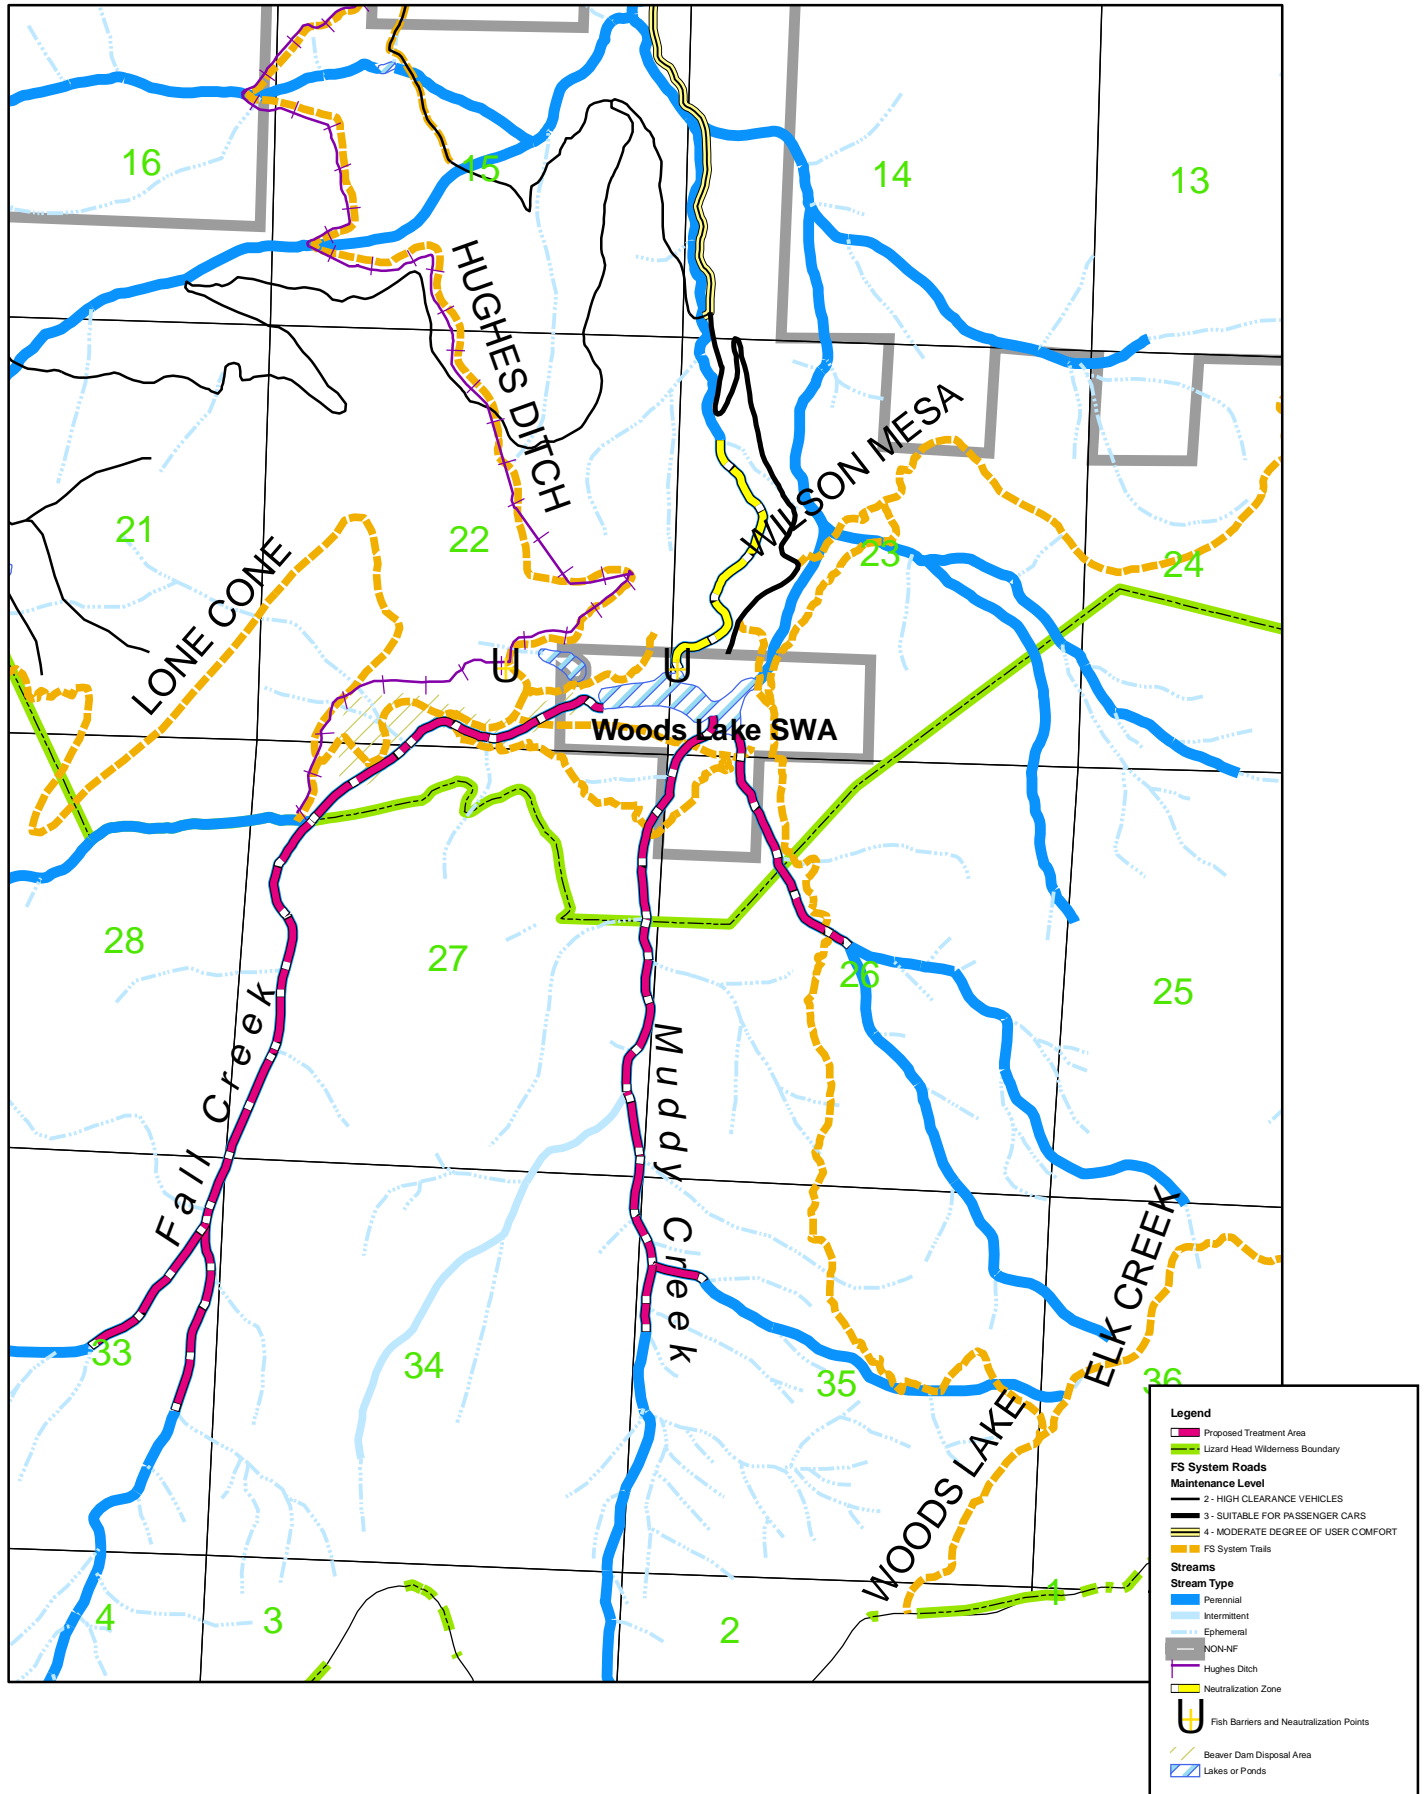 16
15
14
13
HUGHES DITCH
WILSON MESA
21
22
23
24
LONE CONE
U
U
Woods Lake SWA
28
27
26
25
Fall Creek
Muddy Creek
ELK CREEK
33
34
35
36
WOODS LAKE
4
3
2
1
Legend
Proposed Treatment Area
Lizard Head Wilderness Boundary
FS System Roads
Maintenance Level
2 - HIGH CLEARANCE VEHICLES
3 - SUITABLE FOR PASSENGER CARS
4 - MODERATE DEGREE OF USER COMFORT
FS System Trails
Streams
Stream Type
Perennial
Intermittent
Ephemeral
NON-NF
Hughes Ditch
Neutralization Zone
U Fish Barriers and Neautralization Points
Beaver Dam Disposal Area
Lakes or Ponds